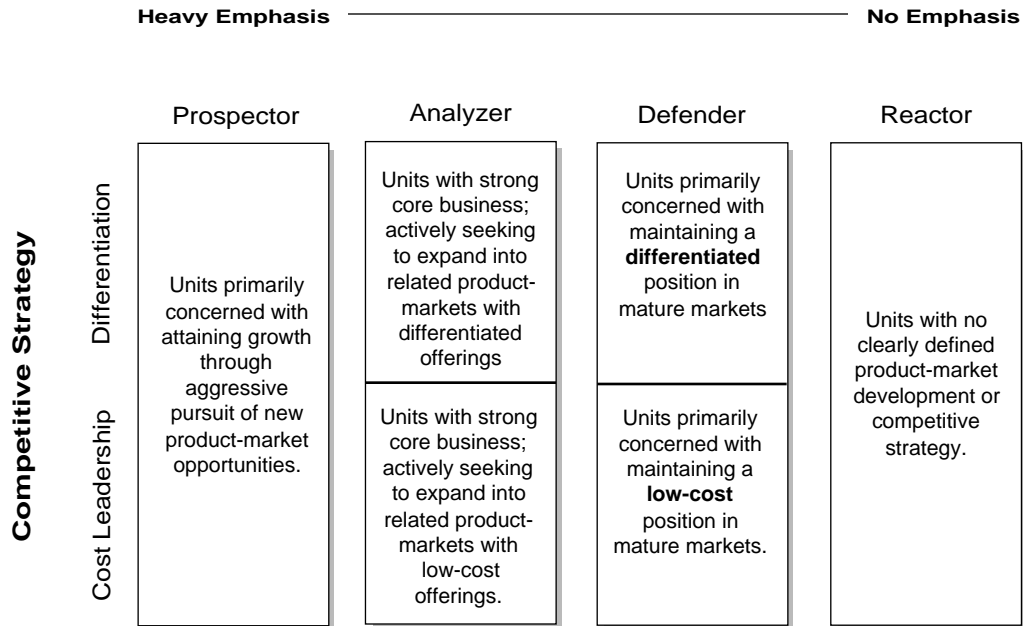 Heavy Emphasis
No Emphasis
Prospector
Analyzer
Defender
Reactor
Competitive Strategy
Differentiation
Cost Leadership
Units primarily
concerned with
attaining growth
through
aggressive
pursuit of new
product-market
opportunities.
Units with strong
core business;
actively seeking
to expand into
related product-
markets with
differentiated
offerings
Units with strong
core business;
actively seeking
to expand into
related product-
markets with
low-cost
offerings.
Units primarily
concerned with
maintaining a
differentiated
position in
mature markets
Units primarily
concerned with
maintaining a
low-cost
position in
mature markets.
Units with no
clearly defined
product-market
development or
competitive
strategy.